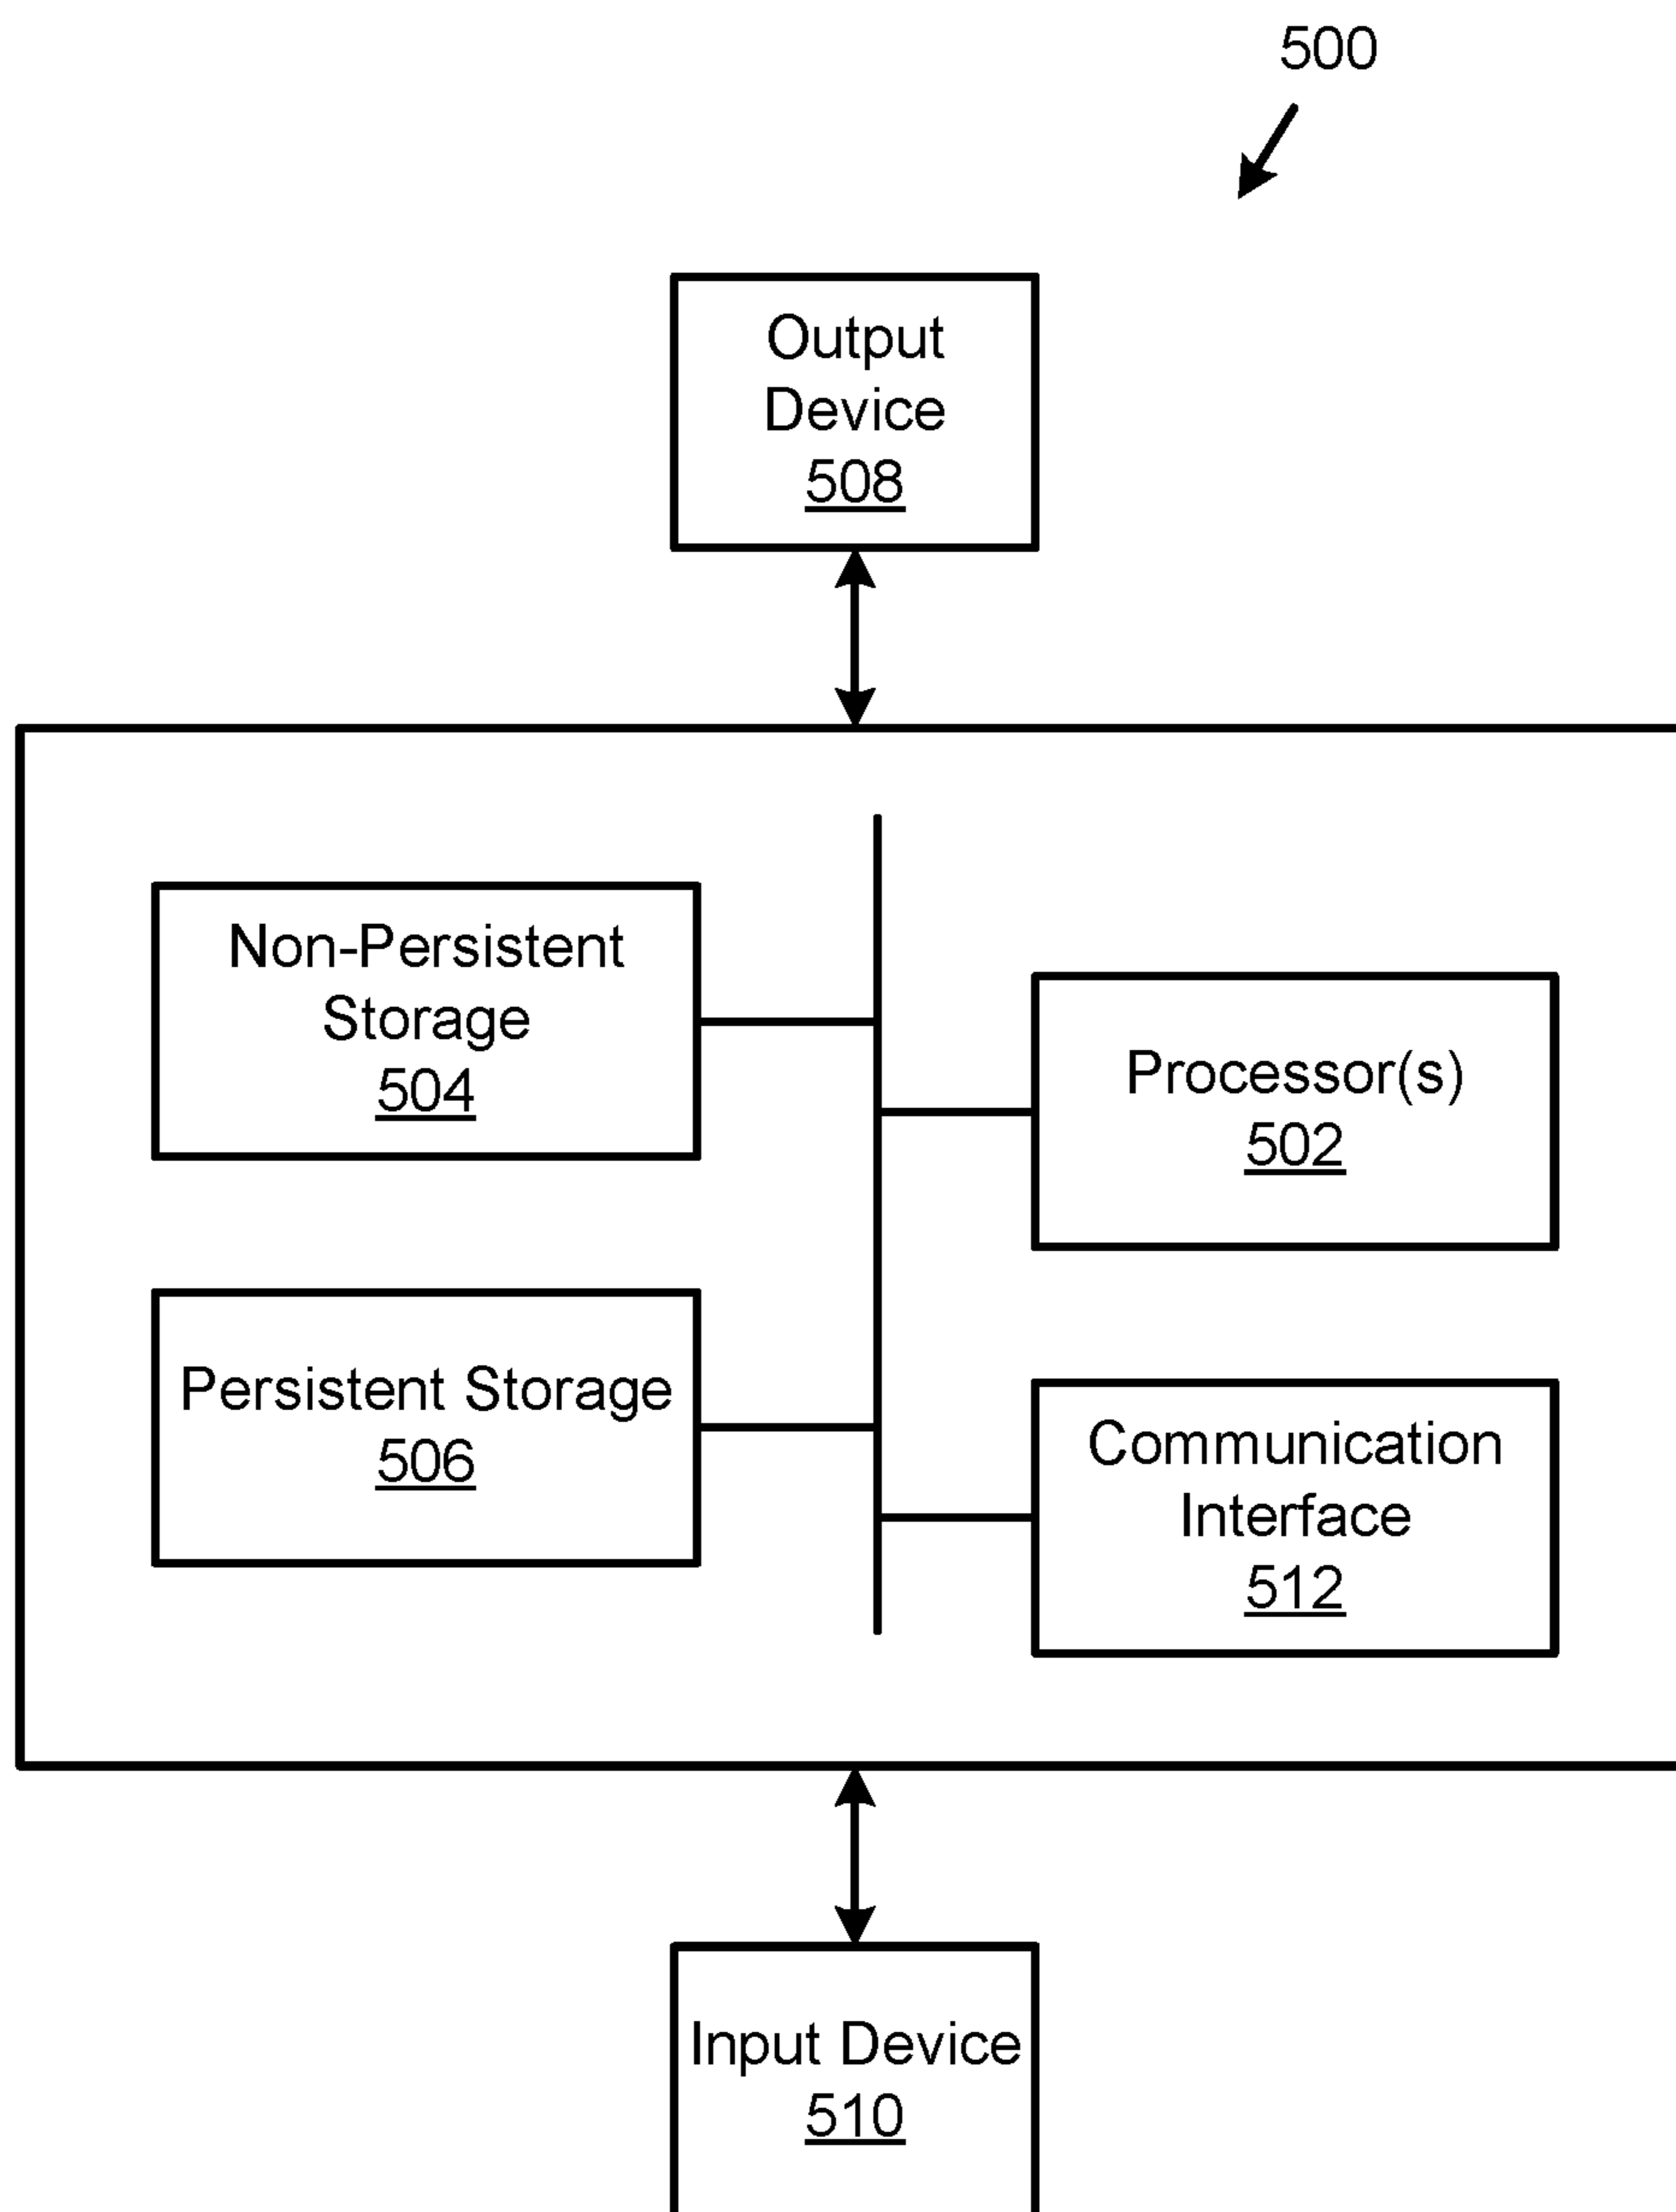 500
Output
Device
508
Non-Persistent
Storage
504
Processor(s)
502
Persistent Storage
506
Communication
Interface
512
Input Device
510